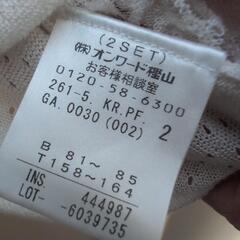 (2SET)
(株)オンワード樫山
お客様相談室
0120-58-6300
261-5. KR.PF.
GA.0030(002) 2
B 81～ 85
T158～164
INS. 444987
LOT- -6039735